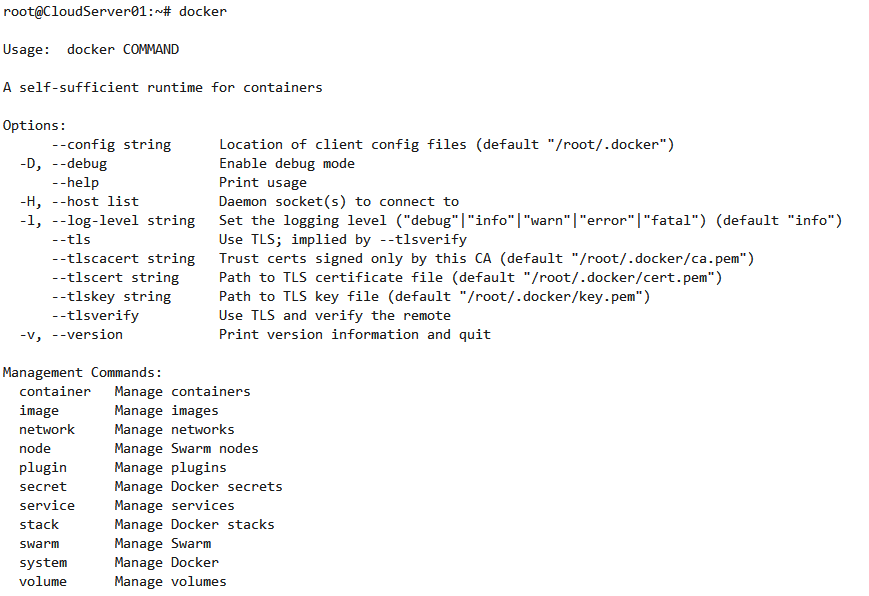 root@CloudServer01:~# docker
Usage:  docker COMMAND
A self-sufficient runtime for containers
Options:
      --config string      Location of client config files (default "/root/.docker")
  -D, --debug              Enable debug mode
      --help               Print usage
  -H, --host list          Daemon socket(s) to connect to
  -l, --log-level string   Set the logging level ("debug"|"info"|"warn"|"error"|"fatal") (default "info")
      --tls                Use TLS; implied by --tlsverify
      --tlscacert string   Trust certs signed only by this CA (default "/root/.docker/ca.pem")
      --tlscert string     Path to TLS certificate file (default "/root/.docker/cert.pem")
      --tlskey string      Path to TLS key file (default "/root/.docker/key.pem")
      --tlsverify          Use TLS and verify the remote
  -v, --version            Print version information and quit
Management Commands:
  container   Manage containers
  image       Manage images
  network     Manage networks
  node        Manage Swarm nodes
  plugin      Manage plugins
  secret      Manage Docker secrets
  service     Manage services
  stack       Manage Docker stacks
  swarm       Manage Swarm
  system      Manage Docker
  volume      Manage volumes